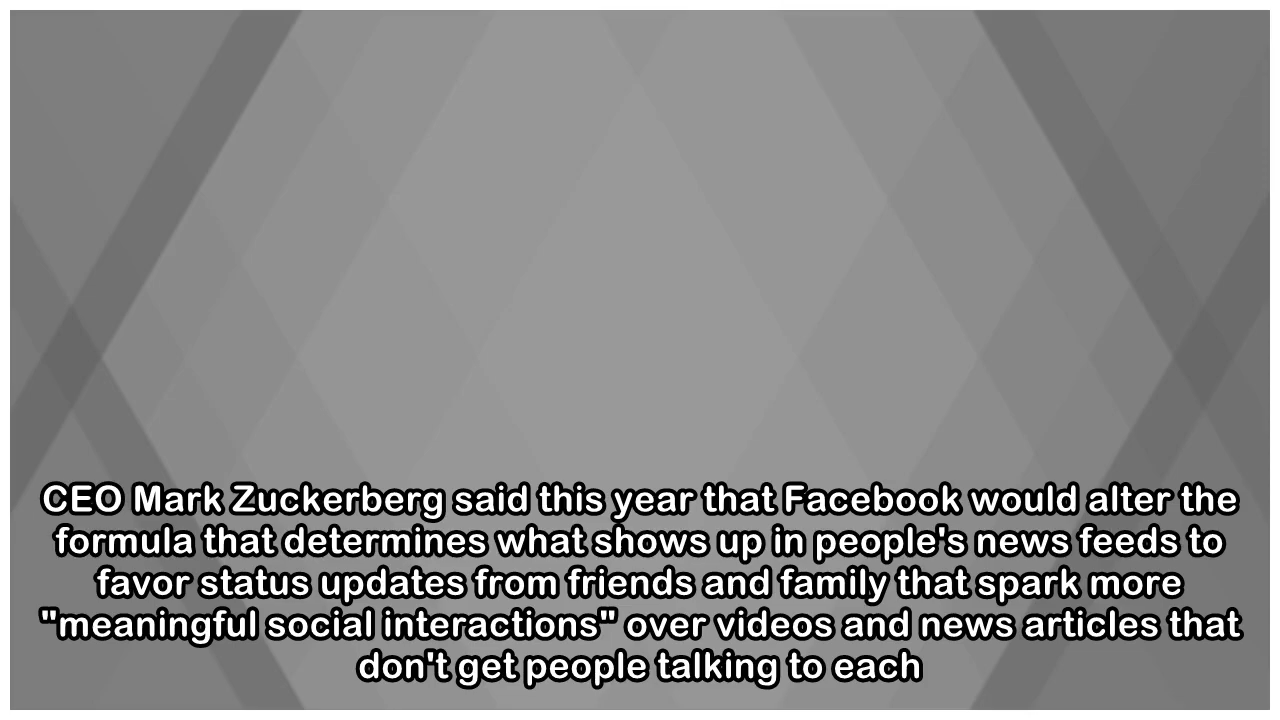 CEO Mark Zuckerberg said this year that Facebook would alter the
formula that determines what shows up in people's news feeds to
favor status updates from friends and family that spark more
"meaningful social interactions" over videos and news articles that
don't get people talking to each